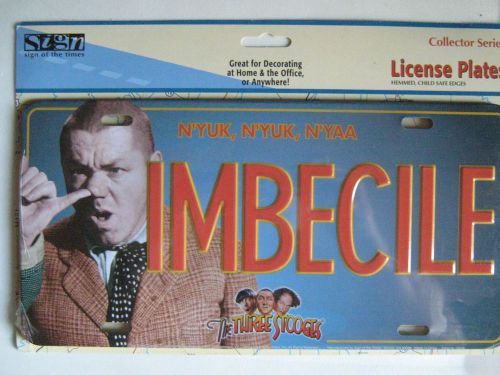 Sign
sign of the times
Great for Decorating
at Home & the Office,
or Anywhere!
Collector Serie
License Plates
HEMMED, CHILD SAFE EDGES
N'YUK, N'YUK, N'YAA
IMBECILE
The THREE STOOGES